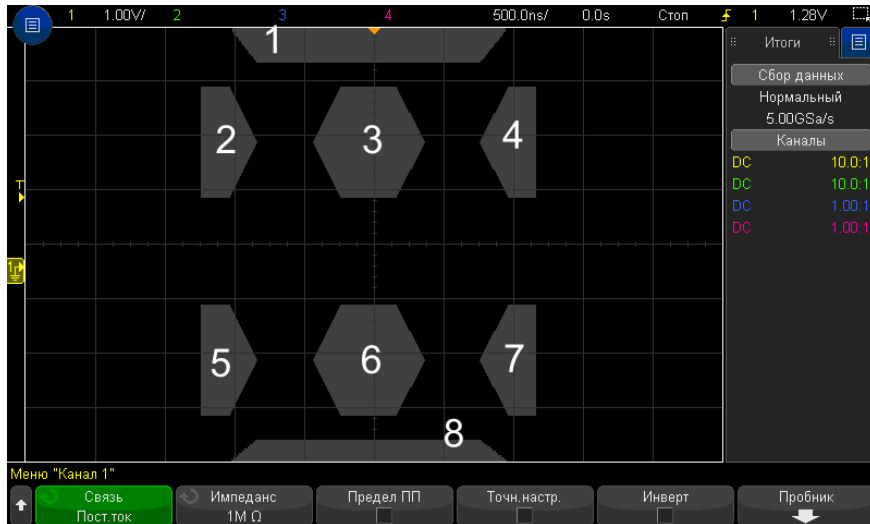 1 1.00V/ 2 3 4 500.0ns/ 0.0s Стоп 1 1.28V
Итоги
Сбор данных
Нормальный
5.00GSa/s
Каналы
DC 10.0:1
DC 10.0:1
DC 1.00:1
DC 1.00:1
1
2 3 4
T
1
5 6 7
8
Меню "Канал 1"
Связь Импеданс Предел ПП Точн.настр. Инверт Пробник
Пост.ток 1M Ω